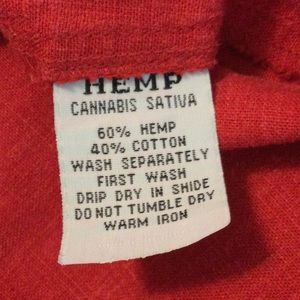 HEMP
CANNABIS SATIVA
60% HEMP
40% COTTON
WASH SEPARATELY
FIRST WASH
DRIP DRY IN SHIDE
DO NOT TUMBLE DRY
WARM IRON